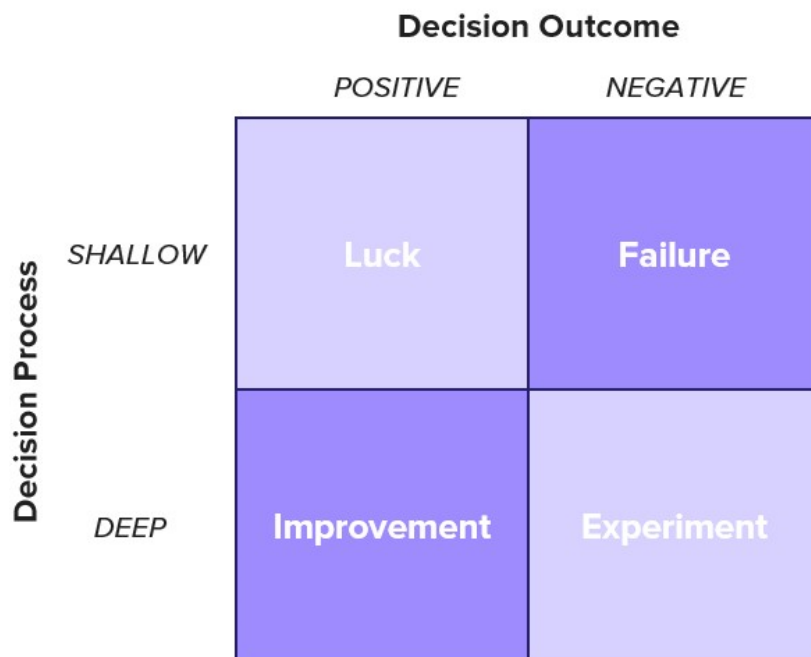 Decision Outcome
POSITIVE NEGATIVE
Decision Process
SHALLOW Luck Failure
DEEP Improvement Experiment